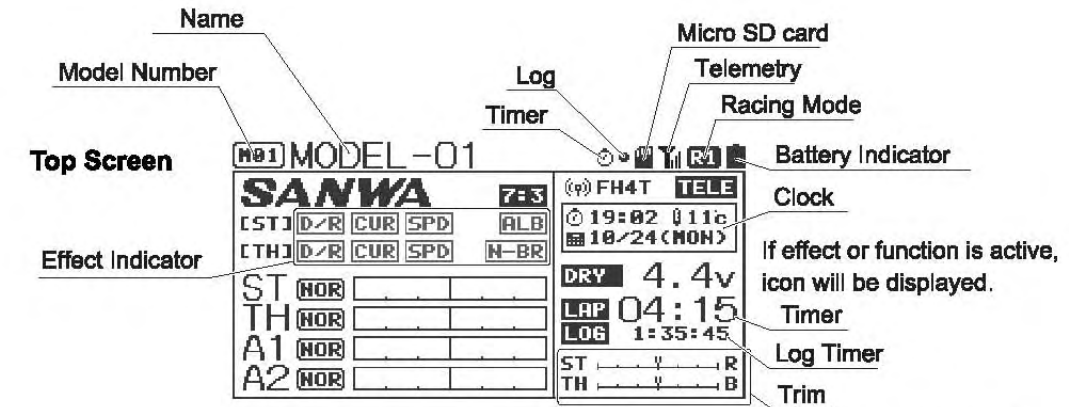 Name
Micro SD card
Model Number
Log
Telemetry
Timer
Racing Mode
Top Screen
M01 MODEL-01
R1
Battery Indicator
SANWA 7:3
FH4T TELE
Clock
[ST] D/R CUR SPD ALB
19:02 11c
[TH] D/R CUR SPD N-BR
10/24(MON)
Effect Indicator
If effect or function is active,
icon will be displayed.
ST NOR
DRY 4.4v
TH NOR
LAP 04:15
Timer
A1 NOR
LOG 1:35:45
Log Timer
A2 NOR
ST R
TH B
Trim